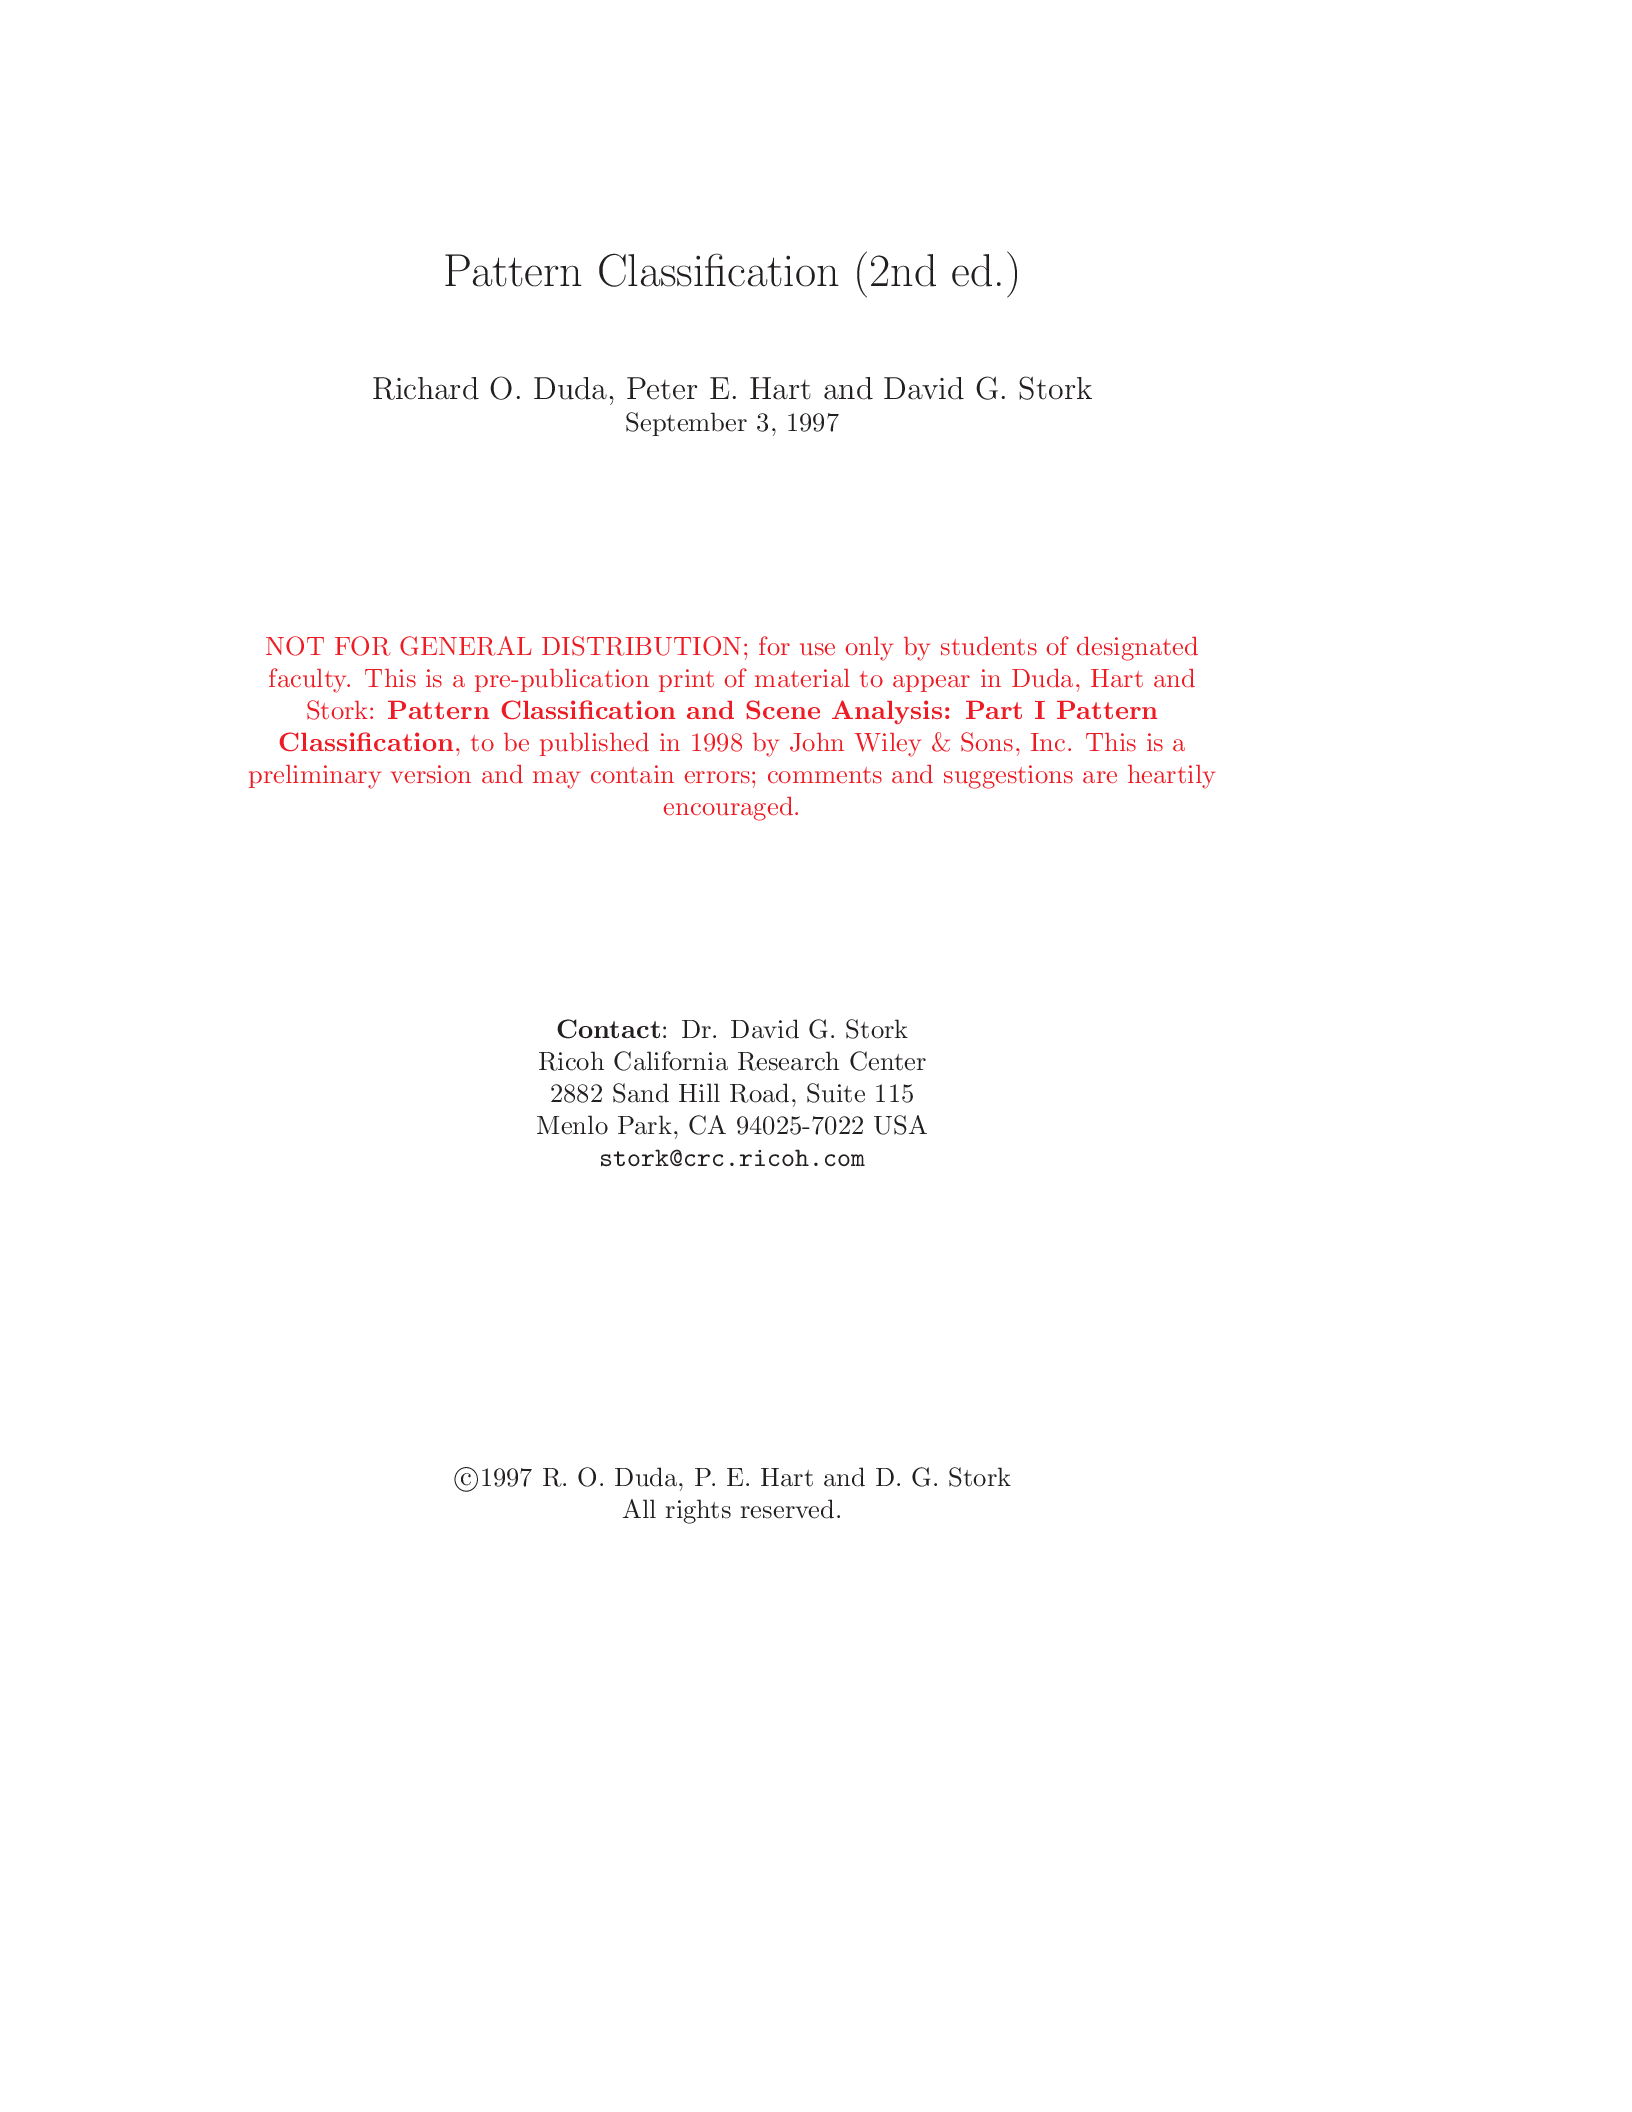 Pattern Classification (2nd ed.)
Richard O. Duda, Peter E. Hart and David G. Stork
September 3, 1997
NOT FOR GENERAL DISTRIBUTION; for use only by students of designated
faculty. This is a pre-publication print of material to appear in Duda, Hart and
Stork: Pattern Classification and Scene Analysis: Part I Pattern
Classification, to be published in 1998 by John Wiley & Sons, Inc. This is a
preliminary version and may contain errors; comments and suggestions are heartily
encouraged.
Contact: Dr. David G. Stork
Ricoh California Research Center
2882 Sand Hill Road, Suite 115
Menlo Park, CA 94025-7022 USA
stork@crc.ricoh.com
©1997 R. O. Duda, P. E. Hart and D. G. Stork
All rights reserved.